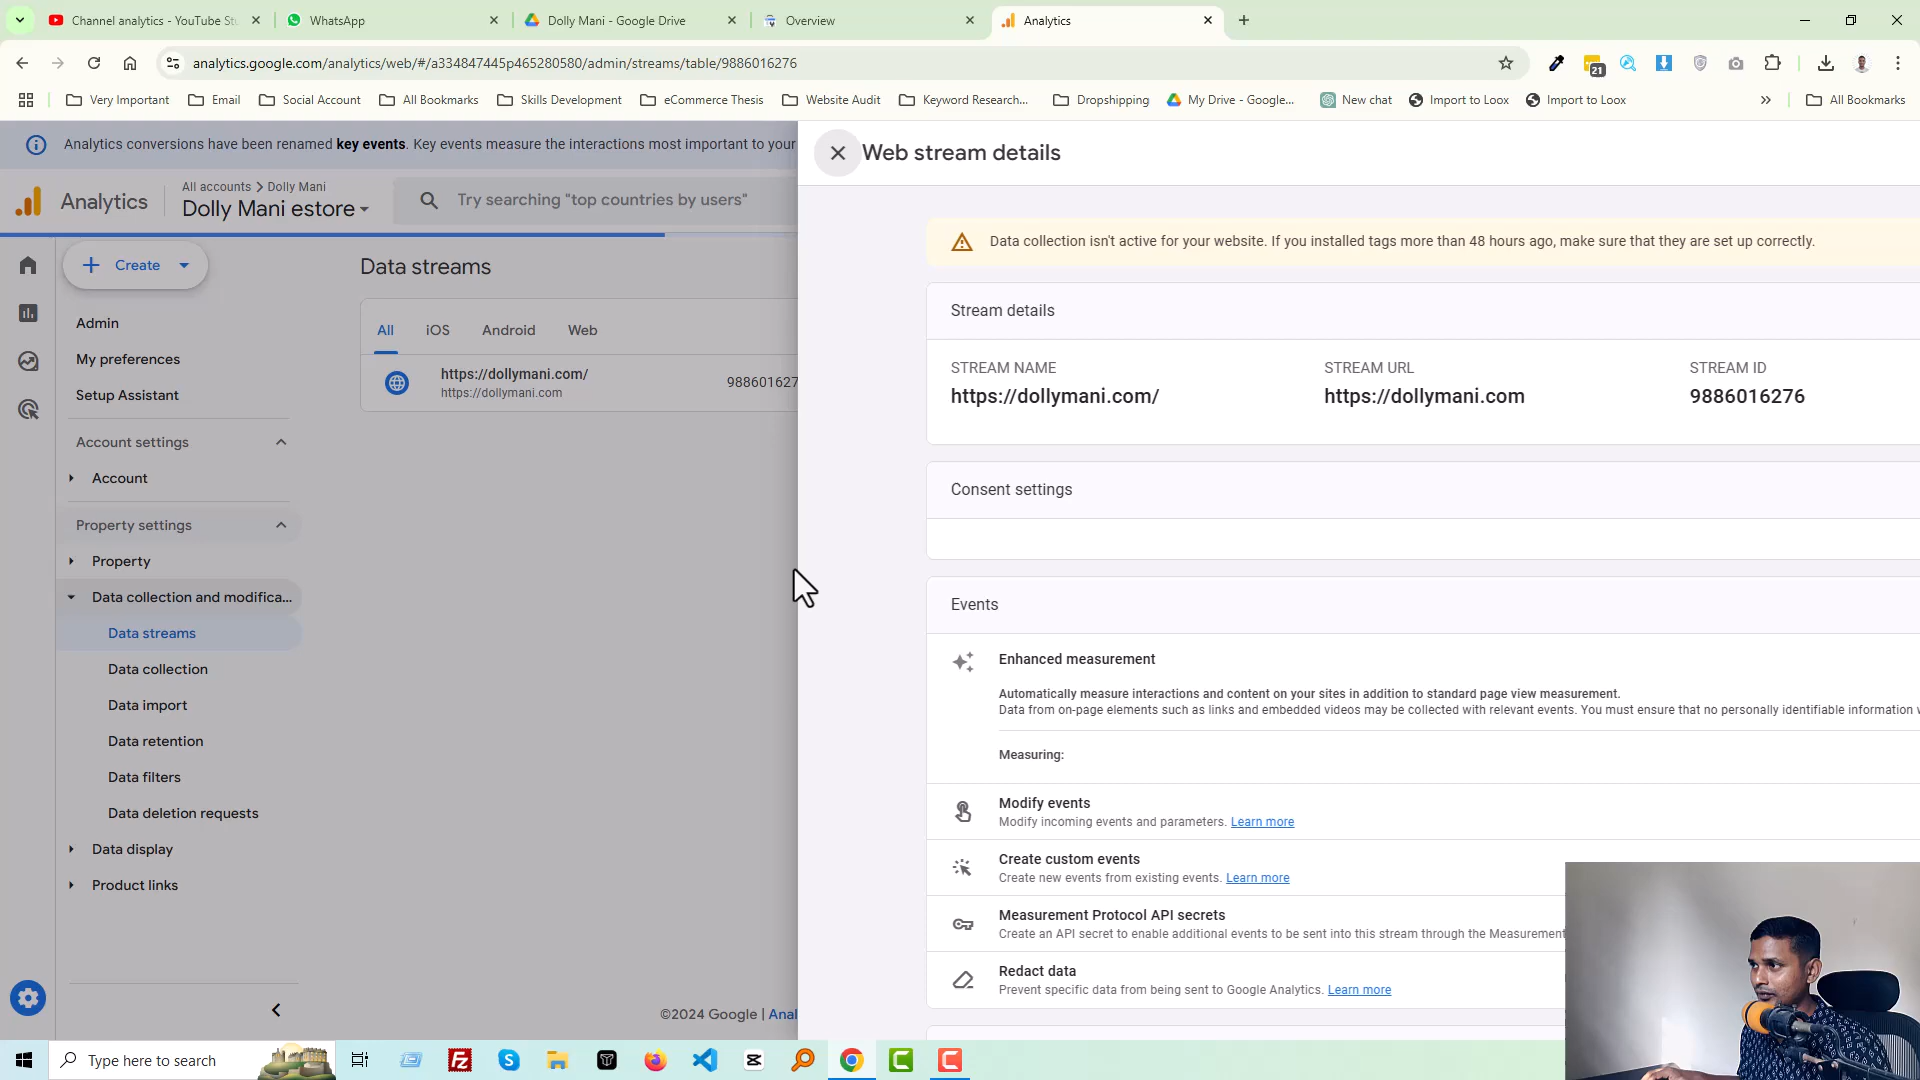 Channel analytics - YouTube St
WhatsApp
Dolly Mani - Google Drive
Overview
Analytics
analytics.google.com/analytics/web/#/a334847445p465280580/admin/streams/table/9886016276
21
Very Important
Email
Social Account
All Bookmarks
Skills Development
eCommerce Thesis
Website Audit
Keyword Research...
Dropshipping
My Drive - Google...
New chat
Import to Loox
Import to Loox
All Bookmarks
Analytics conversions have been renamed key events. Key events measure the interactions most important to your
Web stream details
Analytics
All accounts > Dolly Mani
Dolly Mani estore
Try searching "top countries by users"
Data collection isn't active for your website. If you installed tags more than 48 hours ago, make sure that they are set up correctly.
Create
Data streams
Stream details
Admin
All
iOS
Android
Web
My preferences
STREAM NAME
STREAM URL
STREAM ID
https://dollymani.com/
https://dollymani.com
988601627
https://dollymani.com/
https://dollymani.com
9886016276
Setup Assistant
Account settings
Account
Consent settings
Property settings
Property
Data collection and modifica...
Events
Data streams
Enhanced measurement
Data collection
Automatically measure interactions and content on your sites in addition to standard page view measurement.
Data import
Data from on-page elements such as links and embedded videos may be collected with relevant events. You must ensure that no personally identifiable information
Data retention
Measuring:
Data filters
Modify events
Modify incoming events and parameters. Learn more
Data deletion requests
Data display
Create custom events
Create new events from existing events. Learn more
Product links
Measurement Protocol API secrets
Create an API secret to enable additional events to be sent into this stream through the Measurement
Redact data
Prevent specific data from being sent to Google Analytics. Learn more
©2024 Google | Anal
Type here to search